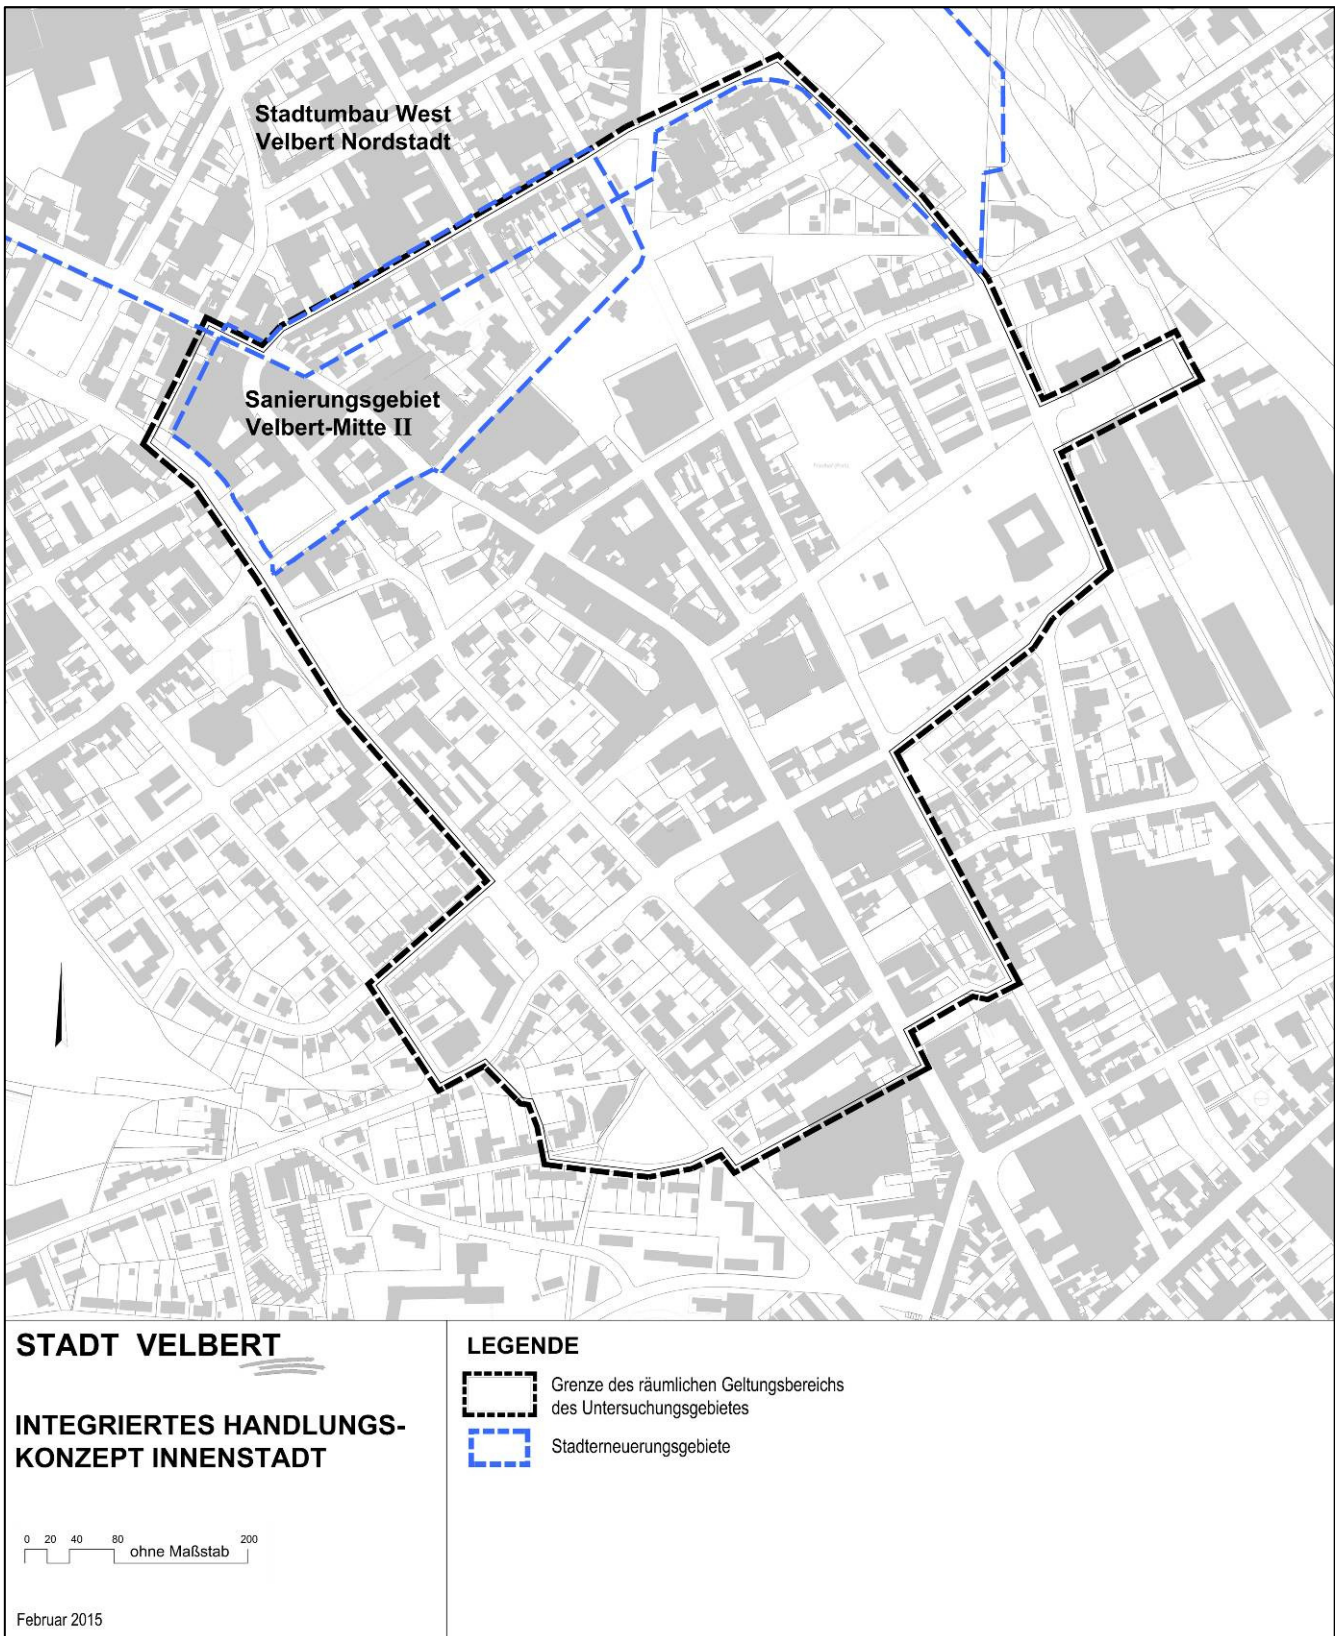 Stadtumbau West
Velbert Nordstadt
Sanierungsgebiet
Velbert-Mitte II
STADT VELBERT
INTEGRIERTES HANDLUNGS-
KONZEPT INNENSTADT
0 20 40 80 200
ohne Maßstab
Februar 2015
LEGENDE
Grenze des räumlichen Geltungsbereichs
des Untersuchungsgebietes
Stadterneuerungsgebiete